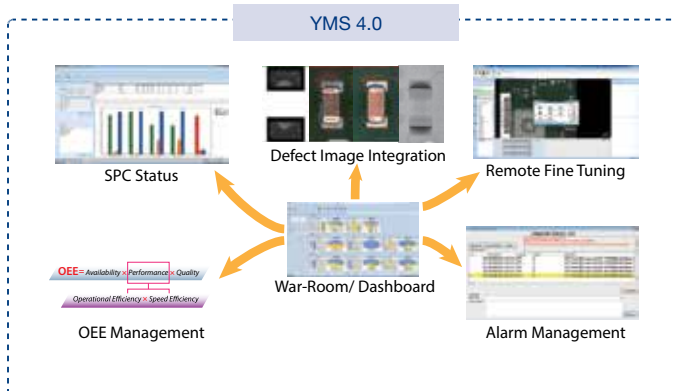 YMS 4.0
SPC Status
Defect Image Integration
Remote Fine Tuning
OEE= Availability × Performance × Quality
Operational Efficiency × Speed Efficiency
OEE Management
War-Room/ Dashboard
Alarm Management